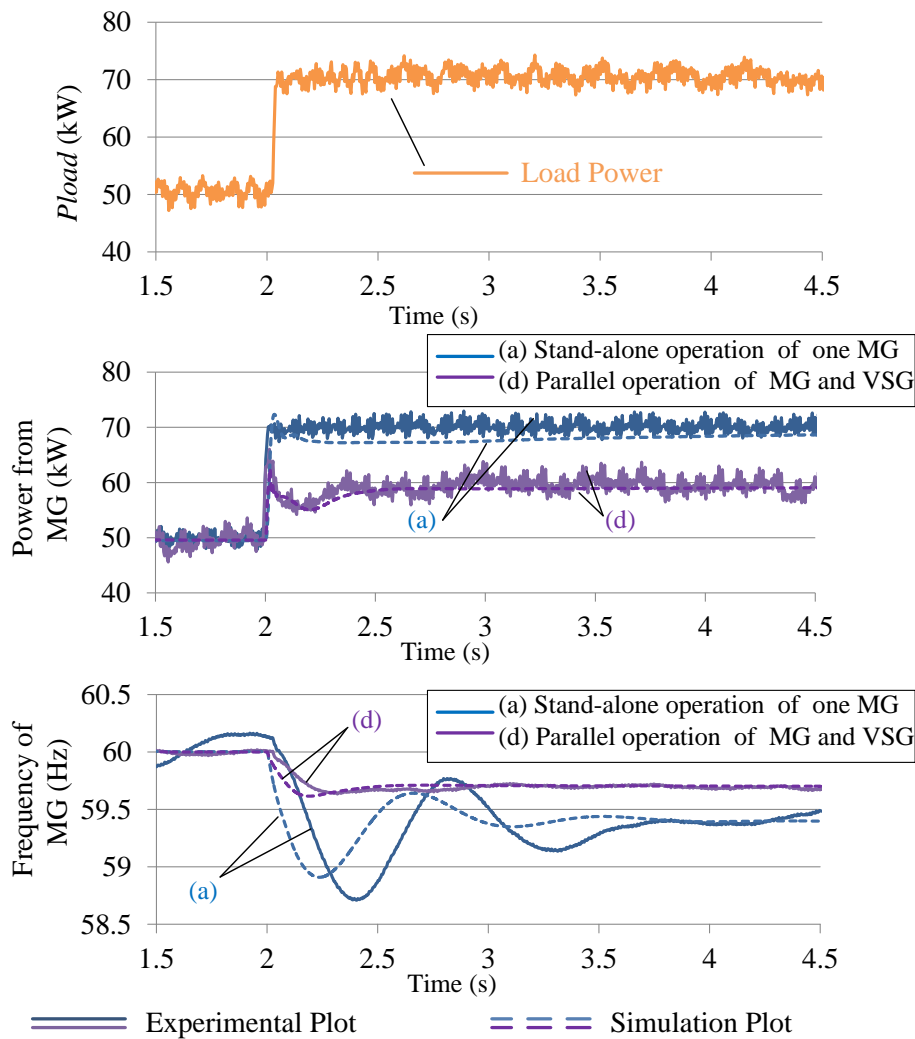 80
70
60
50
40
Pload (kW)
Load Power
1.5 2 2.5 3 3.5 4 4.5
Time (s)
(a) Stand-alone operation of one MG
(d) Parallel operation of MG and VSG
80
70
60
50
40
Power from
MG (kW)
(a)
(d)
1.5 2 2.5 3 3.5 4 4.5
Time (s)
(a) Stand-alone operation of one MG
(d) Parallel operation of MG and VSG
60.5
60
59.5
59
58.5
Frequency of
MG (Hz)
(d)
(a)
1.5 2 2.5 3 3.5 4 4.5
Time (s)
Experimental Plot
Simulation Plot